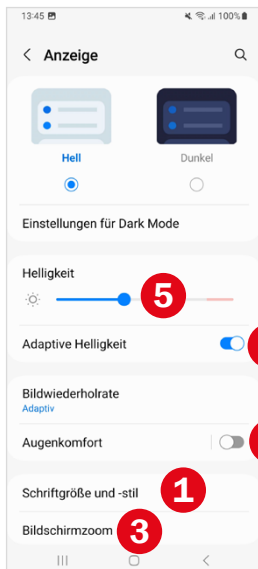 13:45 100%
Anzeige
Hell Dunkel
Einstellungen für Dark Mode
Helligkeit
5
Adaptive Helligkeit
Bildwiederholrate
Adaptiv
Augenkomfort
Schriftgröße und -stil 1
Bildschirmzoom 3